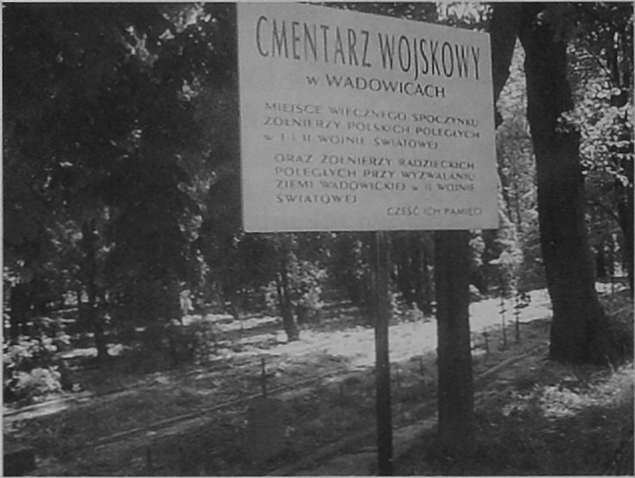 CMENTARZ WOJSKOWY
w WADOWICACH
MIEJSCE WIECZNEGO SPOCZYNKU
ŻOŁNIERZY POLSKICH POLEGŁYCH
w I i II WOJNIE ŚWIATOWEJ
ORAZ ŻOŁNIERZY RADZIECKICH
POLEGŁYCH PRZY WYZWALANIU
ZIEMI WADOWICKIEJ w II WOJNIE
ŚWIATOWEJ
CZEŚĆ ICH PAMIĘCI